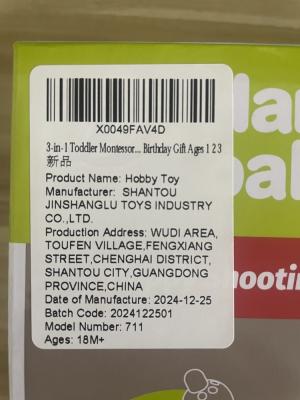 X0049FAV4D
3-in-1 Toddler Montessor... Birthday Gift Ages 1 2 3
新品
Product Name: Hobby Toy
Manufacturer: SHANTOU
JINSHANGLU TOYS INDUSTRY
CO.,LTD.
Production Address: WUDI AREA,
TOUFEN VILLAGE,FENGXIANG
STREET,CHENGHAI DISTRICT,
SHANTOU CITY,GUANGDONG
PROVINCE,CHINA
Date of Manufacture: 2024-12-25
Batch Code: 2024122501
Model Number: 711
Ages: 18M+